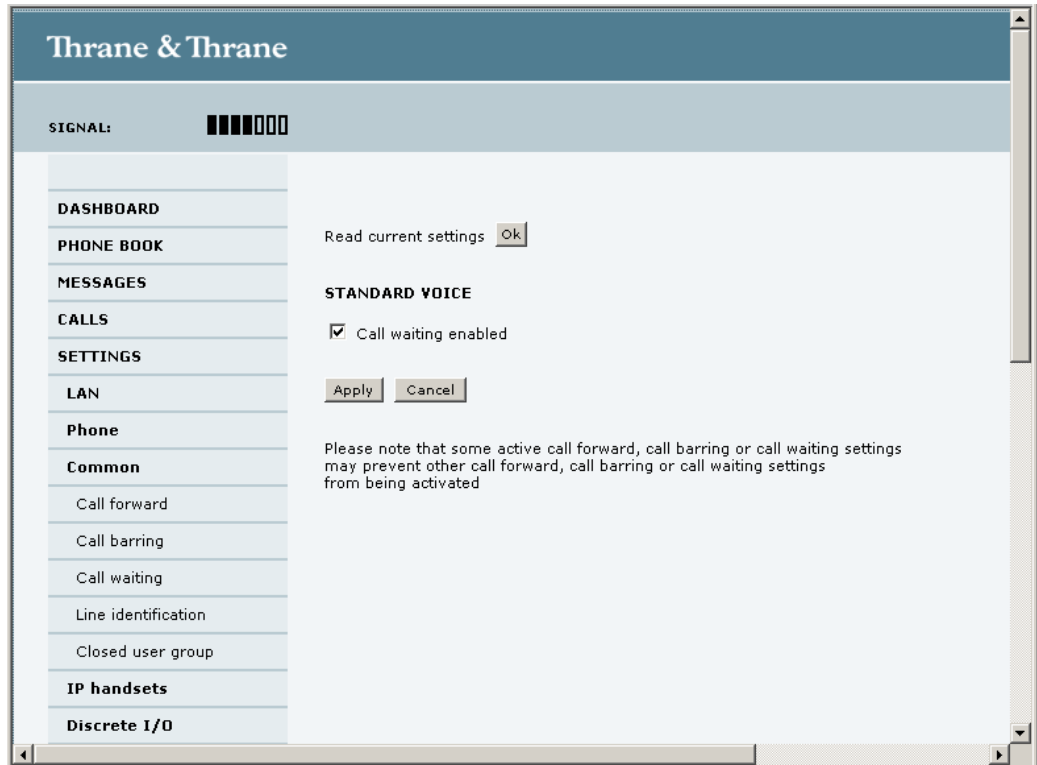 Thrane & Thrane
SIGNAL:
DASHBOARD
PHONE BOOK
MESSAGES
CALLS
SETTINGS
LAN
Phone
Common
Call forward
Call barring
Call waiting
Line identification
Closed user group
IP handsets
Discrete I/O
Read current settings Ok
STANDARD VOICE
Call waiting enabled
Apply Cancel
Please note that some active call forward, call barring or call waiting settings
may prevent other call forward, call barring or call waiting settings
from being activated